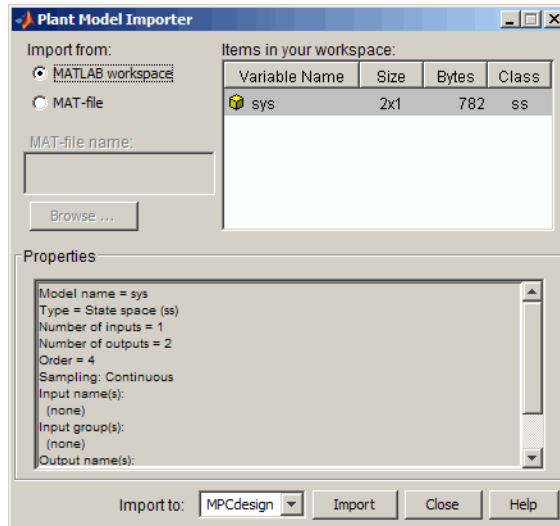 Plant Model Importer
Import from:
MATLAB workspace
MAT-file
MAT-file name:
Browse ...
Items in your workspace:
Variable Name Size Bytes Class
sys 2x1 782 ss
Properties
Model name = sys
Type = State space (ss)
Number of inputs = 1
Number of outputs = 2
Order = 4
Sampling: Continuous
Input name(s):
(none)
Input group(s):
(none)
Output name(s):
Import to: MPCdesign Import Close Help